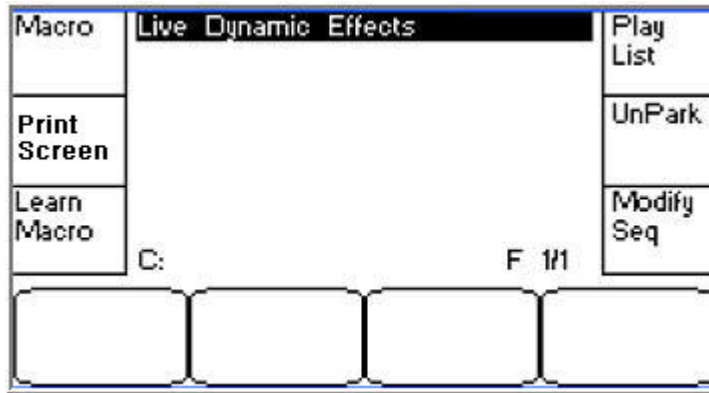 Macro
Live Dynamic Effects
Play
List
Print
Screen
UnPark
Learn
Macro
Modify
Seq
C:
F 1/1